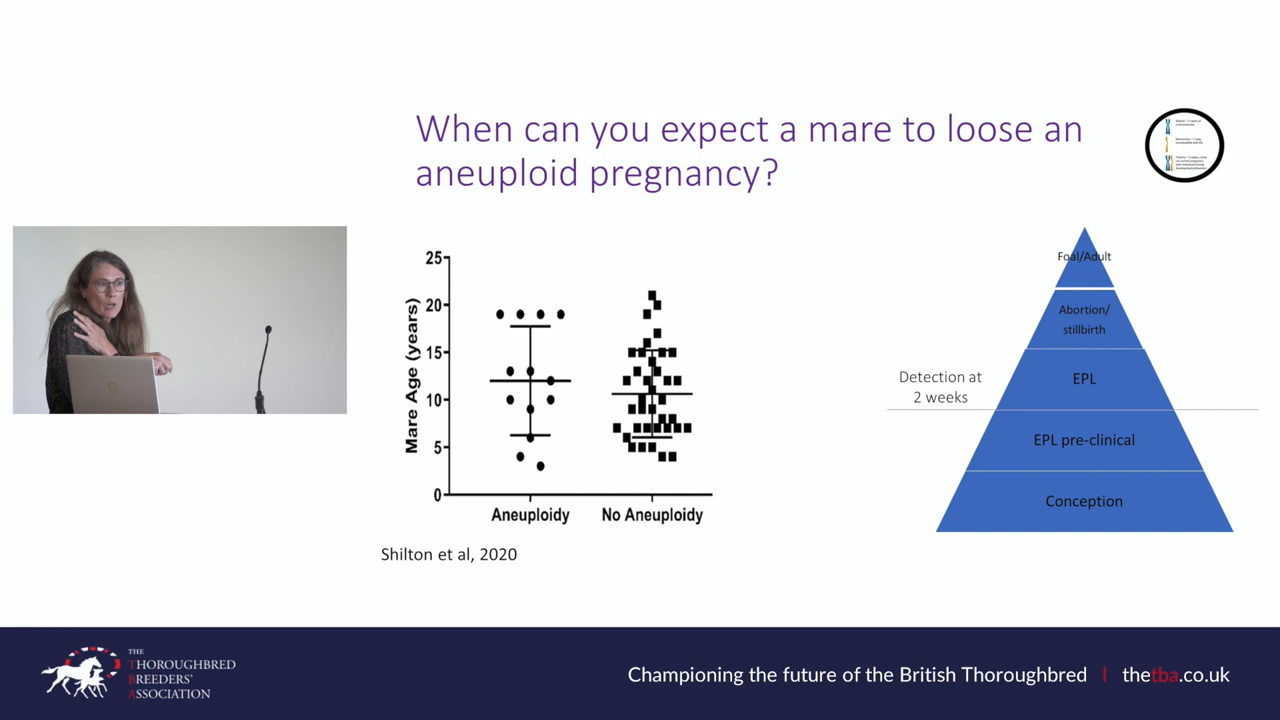 When can you expect a mare to loose an
aneuploid pregnancy?
25
20
15
10
5
0
Mare Age (years)
Aneuploidy
No Aneuploidy
Shilton et al, 2020
Foal/Adult
Abortion/
stillbirth
Detection at
2 weeks
EPL
EPL pre-clinical
Conception
THE
THOROUGHBRED
BREEDERS'
ASSOCIATION
Championing the future of the British Thoroughbred | thetba.co.uk